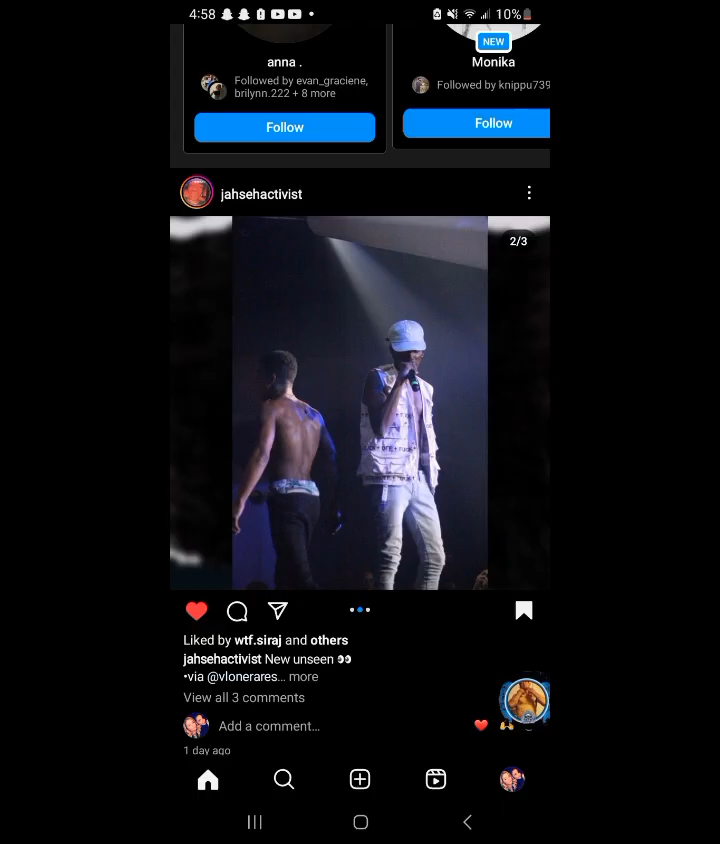 4:58
10%
NEW
anna .
Monika
Followed by evan_graciene,
brilynn.222 + 8 more
Followed by knippu739
Follow
Follow
jahsehactivist
2/3
Liked by wtf.siraj and others
jahsehactivist New unseen 👀
•via @vlonerares... more
View all 3 comments
Add a comment...
1 day ago